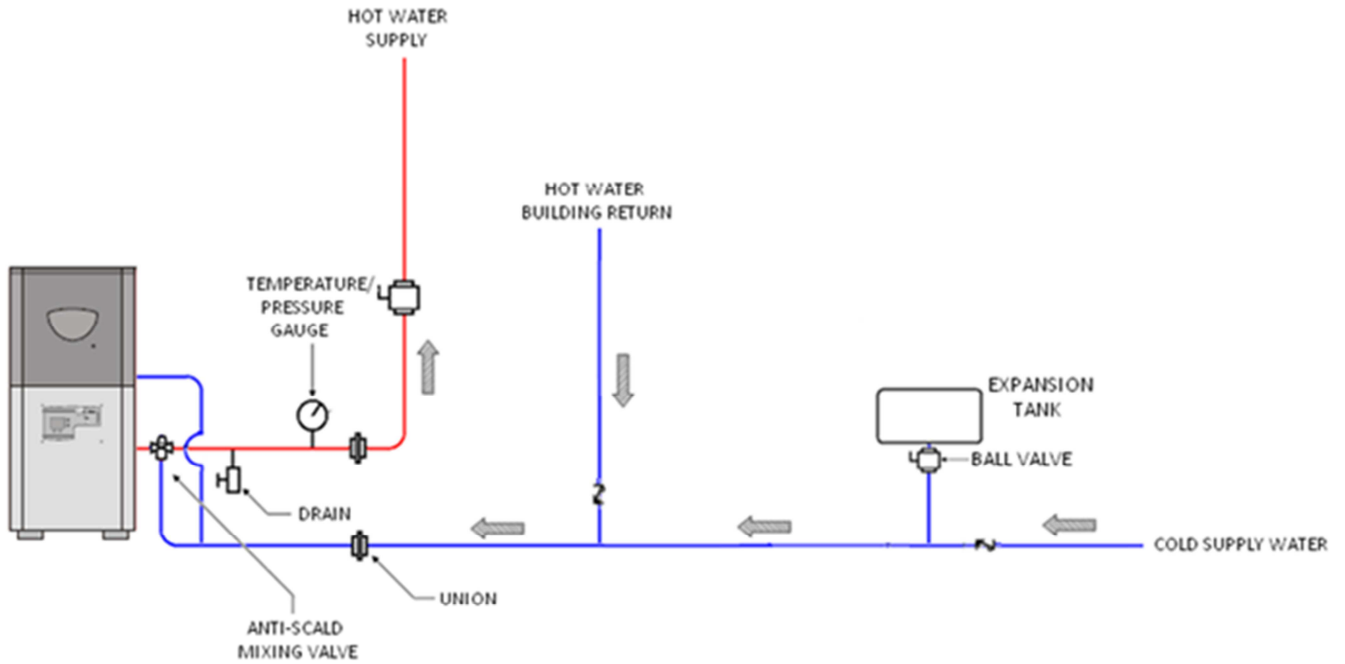 HOT WATER
SUPPLY
HOT WATER
BUILDING RETURN
TEMPERATURE/
PRESSURE
GAUGE
EXPANSION
TANK
BALL VALVE
DRAIN
COLD SUPPLY WATER
UNION
ANTI-SCALD
MIXING VALVE